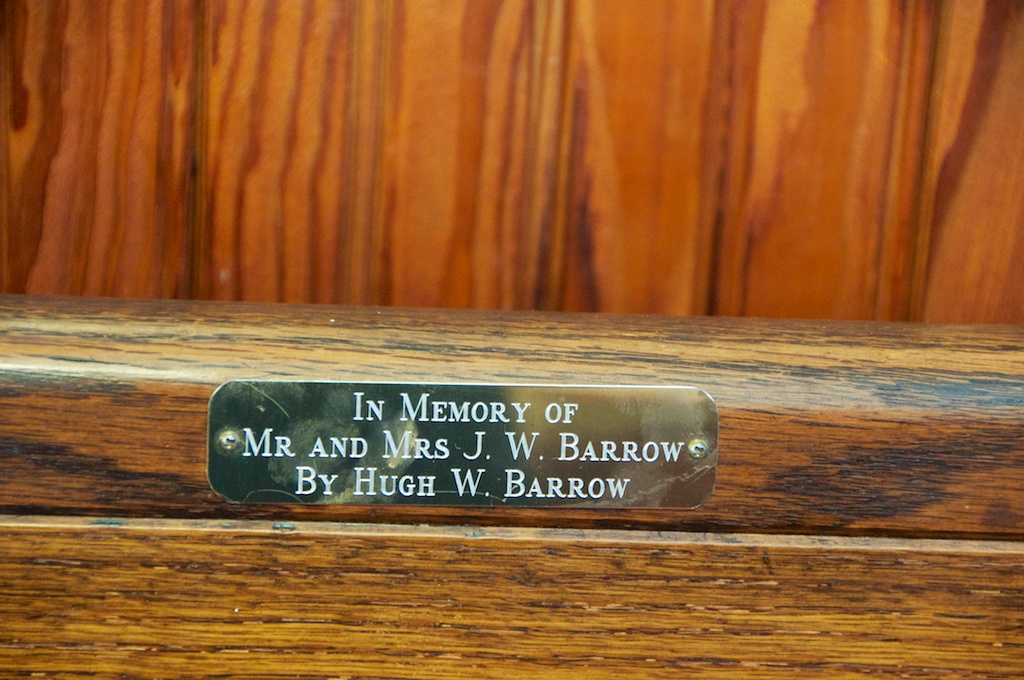 In Memory of
Mr and Mrs J. W. Barrow
By Hugh W. Barrow